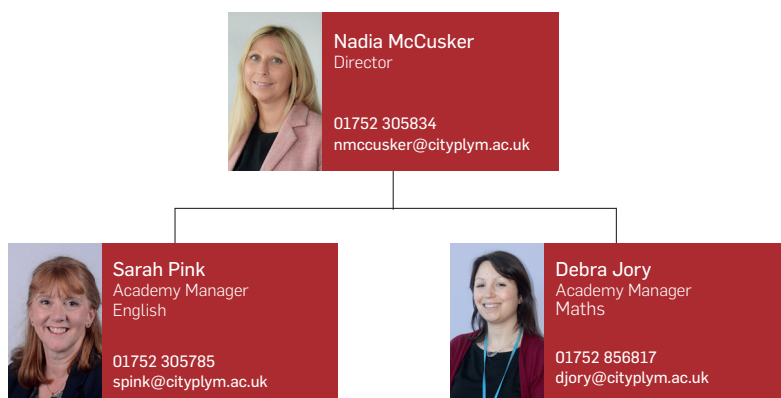 Nadia McCusker
Director
01752 305834
nmccusker@cityplym.ac.uk
Sarah Pink
Academy Manager
English
01752 305785
spink@cityplym.ac.uk
Debra Jory
Academy Manager
Maths
01752 856817
djory@cityplym.ac.uk